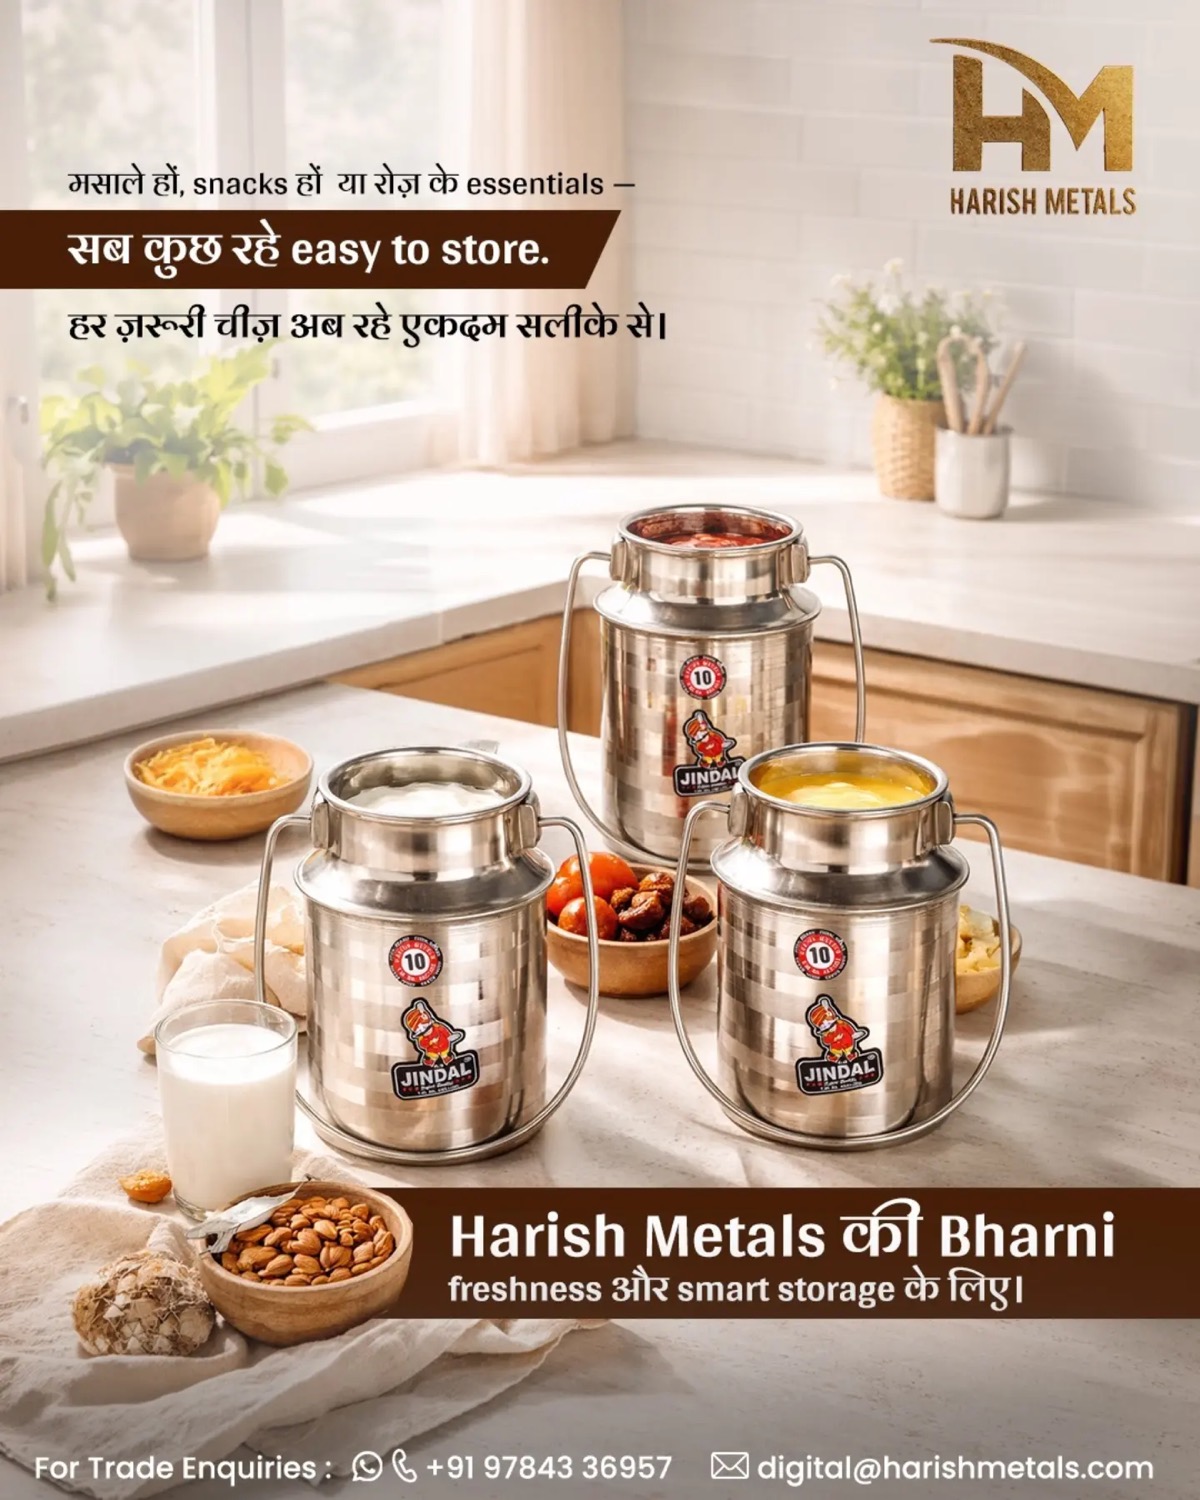 HM
HARISH METALS
मसाले हों, snacks हों या रोज़ के essentials –
सब कुछ रहे easy to store.
हर ज़रूरी चीज़ अब रहे एकदम सलीके से।
10
JINDAL
10
JINDAL
10
JINDAL
Harish Metals की Bharni
freshness और smart storage के लिए।
For Trade Enquiries : +91 97843 36957 digital@harishmetals.com